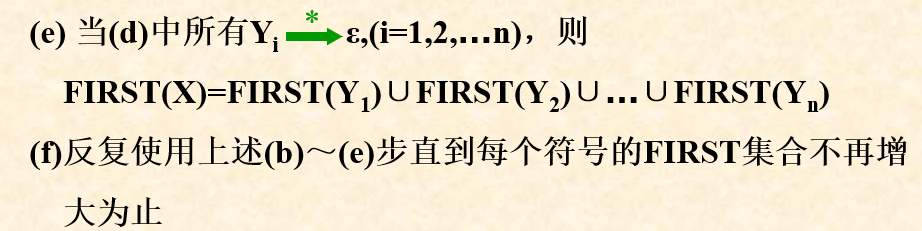 (e) 当(d)中所有Yᵢ *→ ε,(i=1,2,…n)，则
FIRST(X)=FIRST(Y₁)∪FIRST(Y₂)∪…∪FIRST(Yₙ)
(f)反复使用上述(b)～(e)步直到每个符号的FIRST集合不再增
大为止